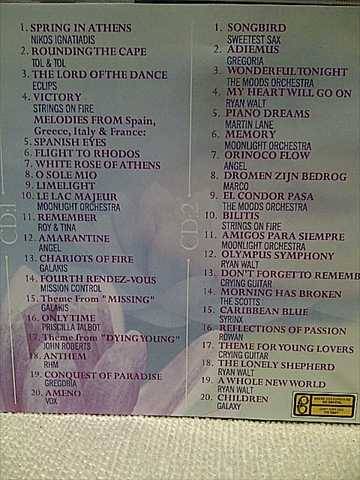 CD:1
1. SPRING IN ATHENS
NIKOS IGNATIADIS
2. ROUNDING THE CAPE
TOL & TOL
3. THE LORD OF THE DANCE
ECLIPS
4. VICTORY
STRINGS ON FIRE
MELODIES FROM Spain,
Greece, Italy & France:
5. SPANISH EYES
6. FLIGHT TO RHODOS
7. WHITE ROSE OF ATHENS
8. O SOLE MIO
9. LIMELIGHT
10. LE LAC MAJEUR
MOONLIGHT ORCHESTRA
11. REMEMBER
ROY & TINA
12. AMARANTINE
ANGEL
13. CHARIOTS OF FIRE
GALAXIS
14. FOURTH RENDEZ-VOUS
MISSION CONTROL
15. Theme From "MISSING"
GALAXIS
16. ONLY TIME
PRISCILLA TALBOT
17. Theme from "DYING YOUNG"
JOHN ROBERTS
18. ANTHEM
RHM
19. CONQUEST OF PARADISE
GREGORIA
20. AMENO
VOX
CD:2
1. SONGBIRD
SWEETEST SAX
2. ADIEMUS
GREGORIA
3. WONDERFUL TONIGHT
THE MOODS ORCHESTRA
4. MY HEART WILL GO ON
RYAN WALT
5. PIANO DREAMS
MARTIN LANE
6. MEMORY
MOONLIGHT ORCHESTRA
7. ORINOCO FLOW
ANGEL
8. DROMEN ZIJN BEDROG
MARCO
9. EL CONDOR PASA
THE MOODS ORCHESTRA
10. BILITIS
STRINGS ON FIRE
11. AMIGOS PARA SIEMPRE
MOONLIGHT ORCHESTRA
12. OLYMPUS SYMPHONY
RYAN WALT
13. DON'T FORGET TO REMEMB
CRYING GUITAR
14. MORNING HAS BROKEN
THE SCOTTS
15. CARIBBEAN BLUE
SYRINX
16. REFLECTIONS OF PASSION
ROWAN
17. THEME FOR YOUNG LOVERS
CRYING GUITAR
18. THE LONELY SHEPHERD
RYAN WALT
19. A WHOLE NEW WORLD
RYAN WALT
20. CHILDREN
GALAXY